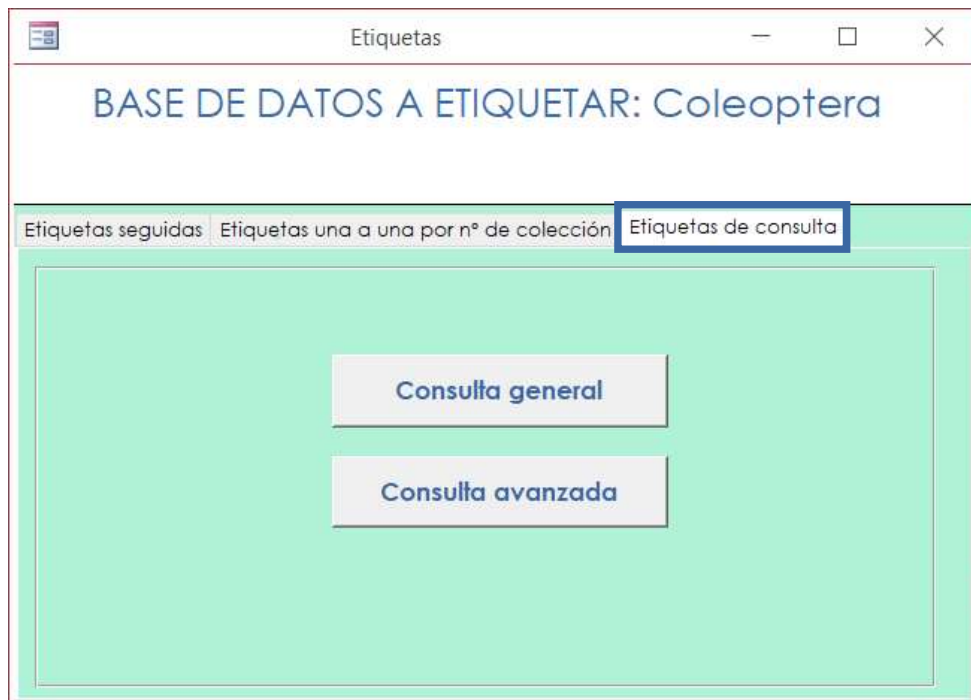 Etiquetas
BASE DE DATOS A ETIQUETAR: Coleoptera
Etiquetas seguidas
Etiquetas una a una por nº de colección
Etiquetas de consulta
Consulta general
Consulta avanzada